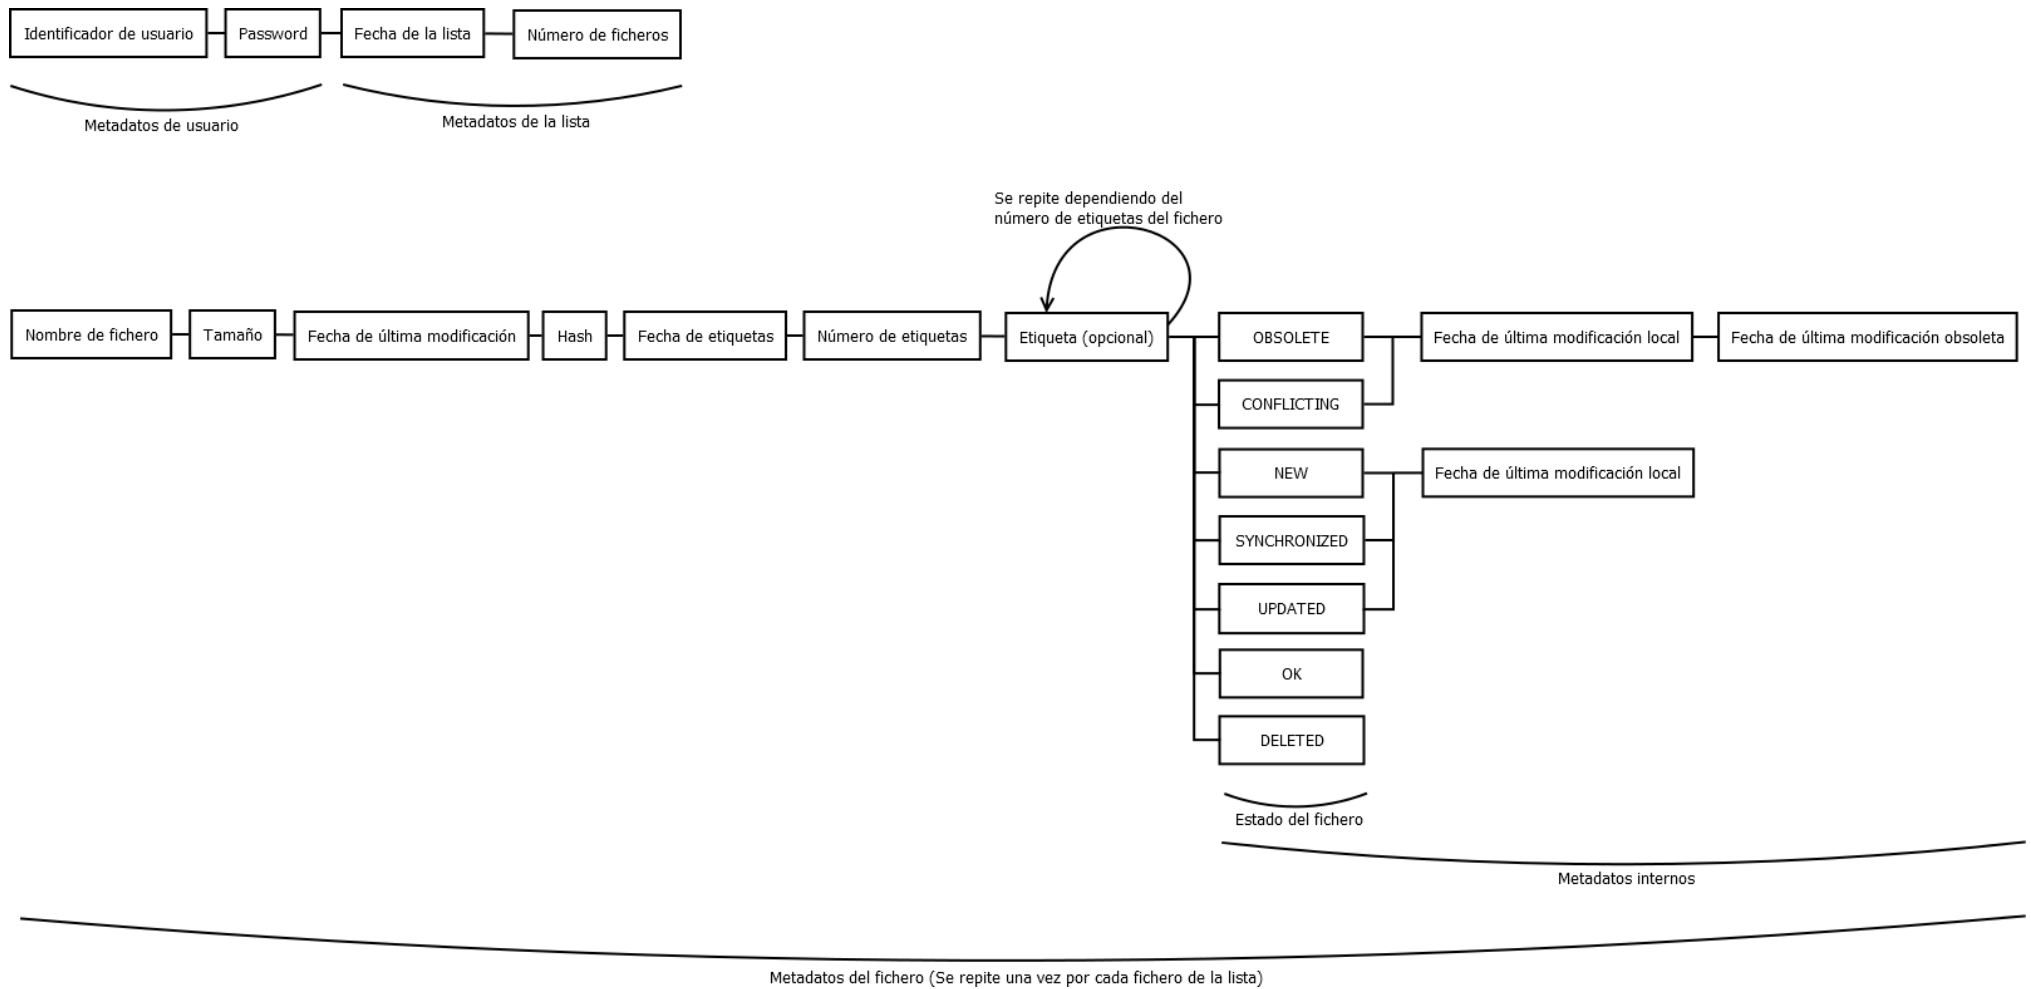 Identificador de usuario
Password
Fecha de la lista
Número de ficheros
Metadatos de usuario
Metadatos de la lista
Se repite dependiendo del
número de etiquetas del fichero
Nombre de fichero
Tamaño
Fecha de última modificación
Hash
Fecha de etiquetas
Número de etiquetas
Etiqueta (opcional)
OBSOLETE
Fecha de última modificación local
Fecha de última modificación obsoleta
CONFLICTING
NEW
Fecha de última modificación local
SYNCHRONIZED
UPDATED
OK
DELETED
Estado del fichero
Metadatos internos
Metadatos del fichero (Se repite una vez por cada fichero de la lista)